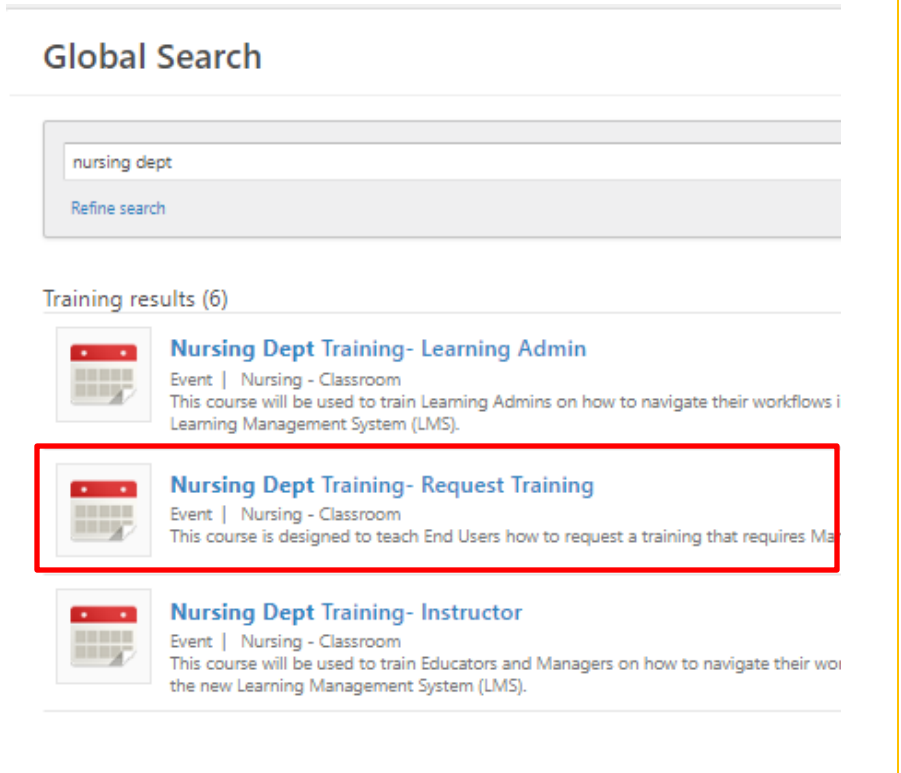 Global Search
nursing dept
Refine search
Training results (6)
Nursing Dept Training- Learning Admin
Event | Nursing - Classroom
This course will be used to train Learning Admins on how to navigate their workflows
Learning Management System (LMS).
Nursing Dept Training- Request Training
Event | Nursing - Classroom
This course is designed to teach End Users how to request a training that requires
Nursing Dept Training- Instructor
Event | Nursing - Classroom
This course will be used to train Educators and Managers on how to navigate their
the new Learning Management System (LMS).